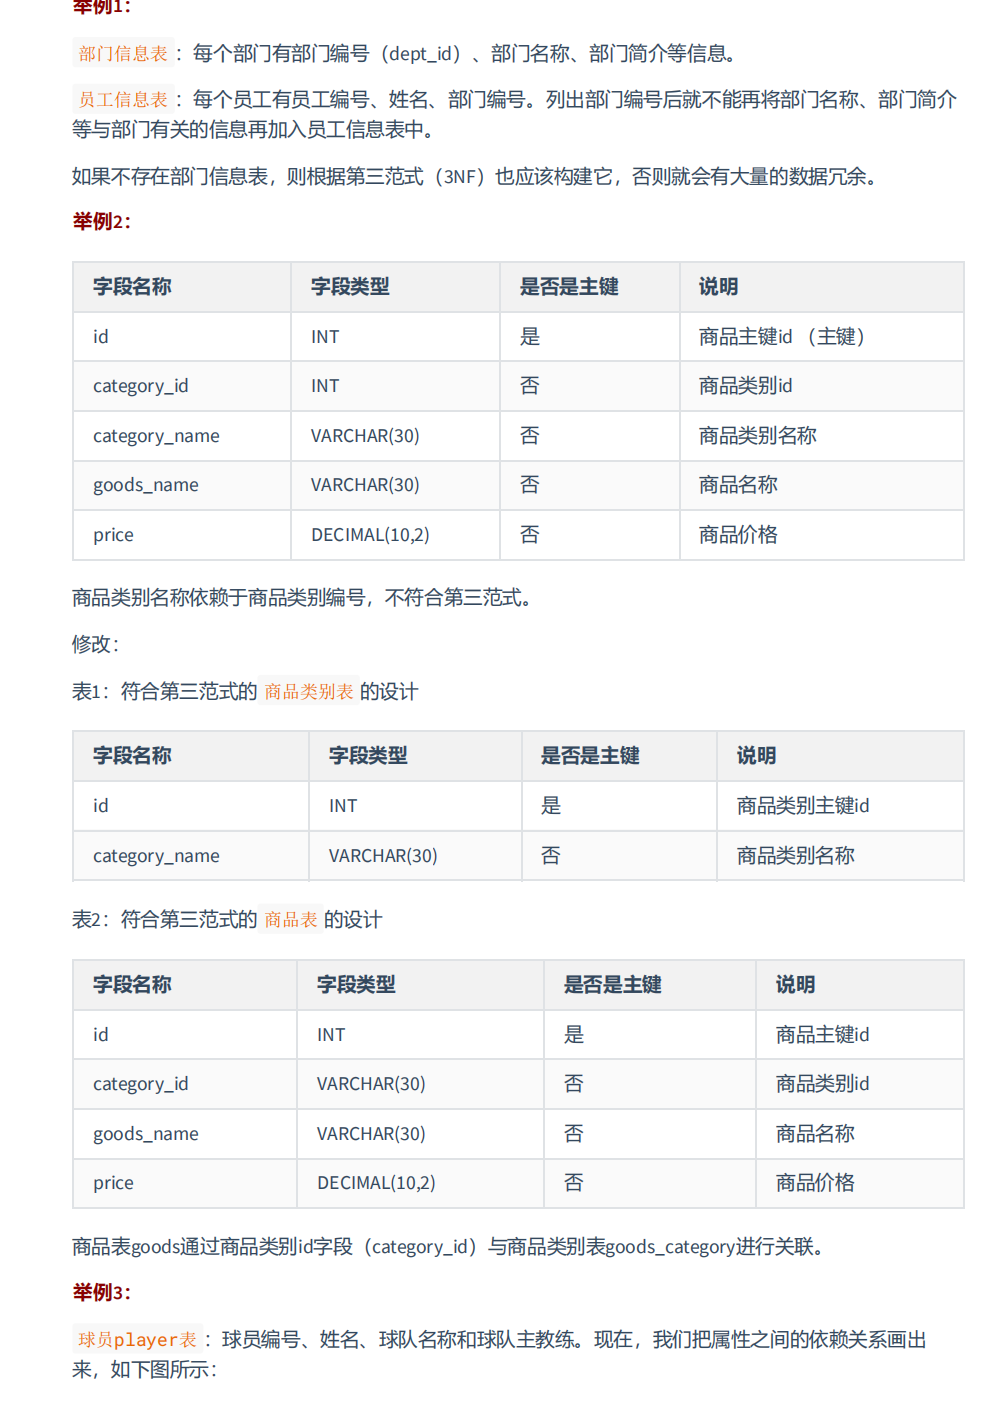 举例1：
部门信息表 ：每个部门有部门编号（dept_id）、部门名称、部门简介等信息。
员工信息表 ：每个员工有员工编号、姓名、部门编号。列出部门编号后就不能再将部门名称、部门简介
等与部门有关的信息再加入员工信息表中。
如果不存在部门信息表，则根据第三范式（3NF）也应该构建它，否则就会有大量的数据冗余。
举例2：
字段名称 字段类型 是否是主键 说明
id INT 是 商品主键id （主键）
category_id INT 否 商品类别id
category_name VARCHAR(30) 否 商品类别名称
goods_name VARCHAR(30) 否 商品名称
price DECIMAL(10,2) 否 商品价格
商品类别名称依赖于商品类别编号，不符合第三范式。
修改：
表1：符合第三范式的 商品类别表 的设计
字段名称 字段类型 是否是主键 说明
id INT 是 商品类别主键id
category_name VARCHAR(30) 否 商品类别名称
表2：符合第三范式的 商品表 的设计
字段名称 字段类型 是否是主键 说明
id INT 是 商品主键id
category_id VARCHAR(30) 否 商品类别id
goods_name VARCHAR(30) 否 商品名称
price DECIMAL(10,2) 否 商品价格
商品表goods通过商品类别id字段（category_id）与商品类别表goods_category进行关联。
举例3：
球员player表 ：球员编号、姓名、球队名称和球队主教练。现在，我们把属性之间的依赖关系画出
来，如下图所示：